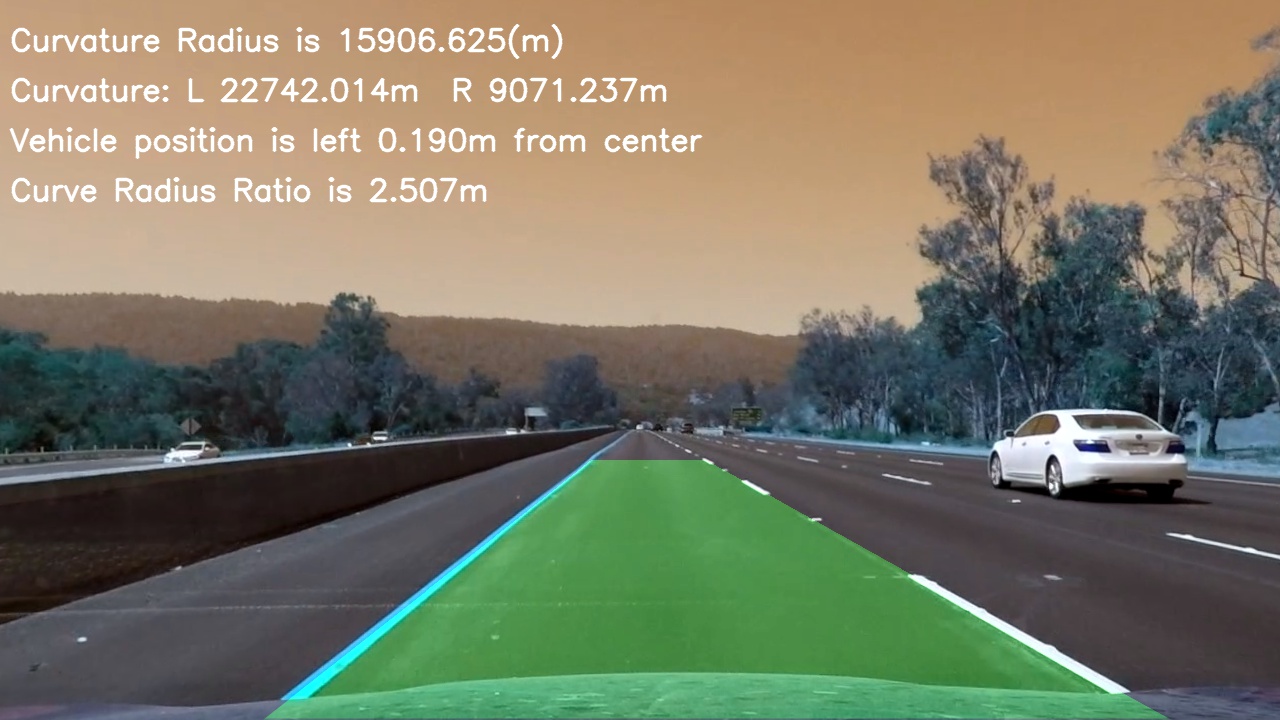 Curvature Radius is 15906.625(m)
Curvature: L 22742.014m R 9071.237m
Vehicle position is left 0.190m from center
Curve Radius Ratio is 2.507m